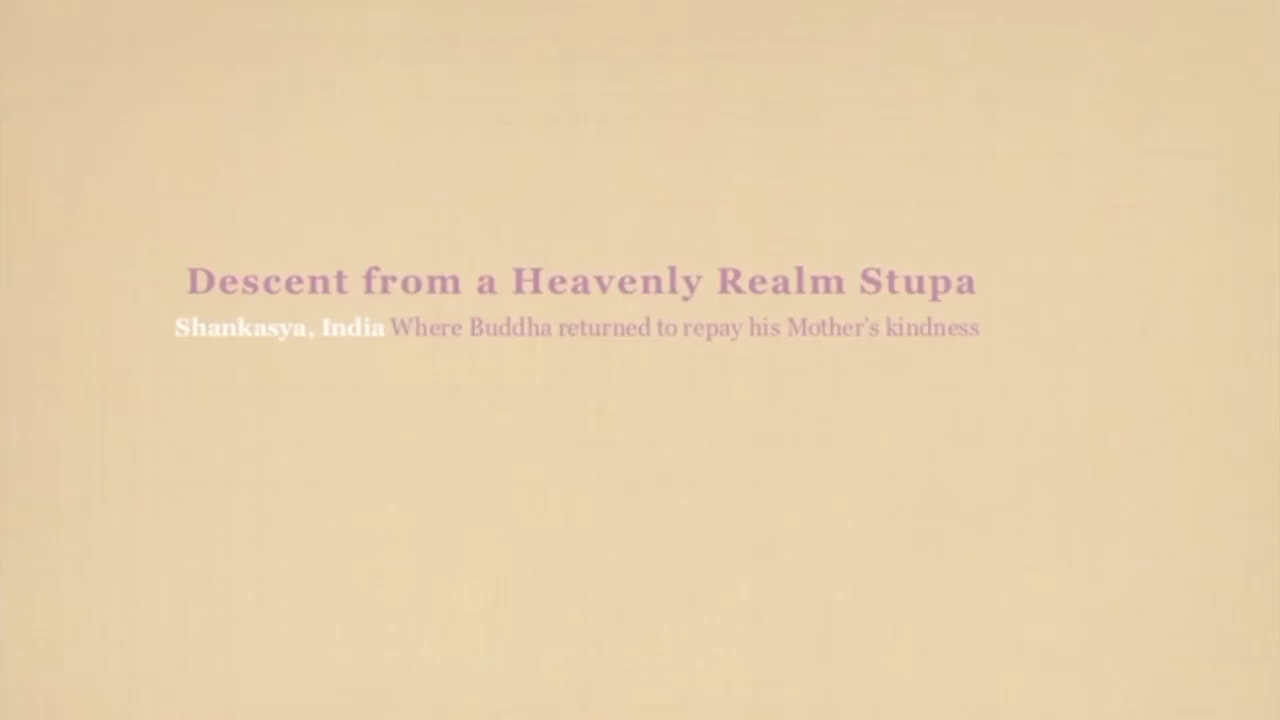 Descent from a Heavenly Realm Stupa
Shankasya, India Where Buddha returned to repay his Mother's kindness